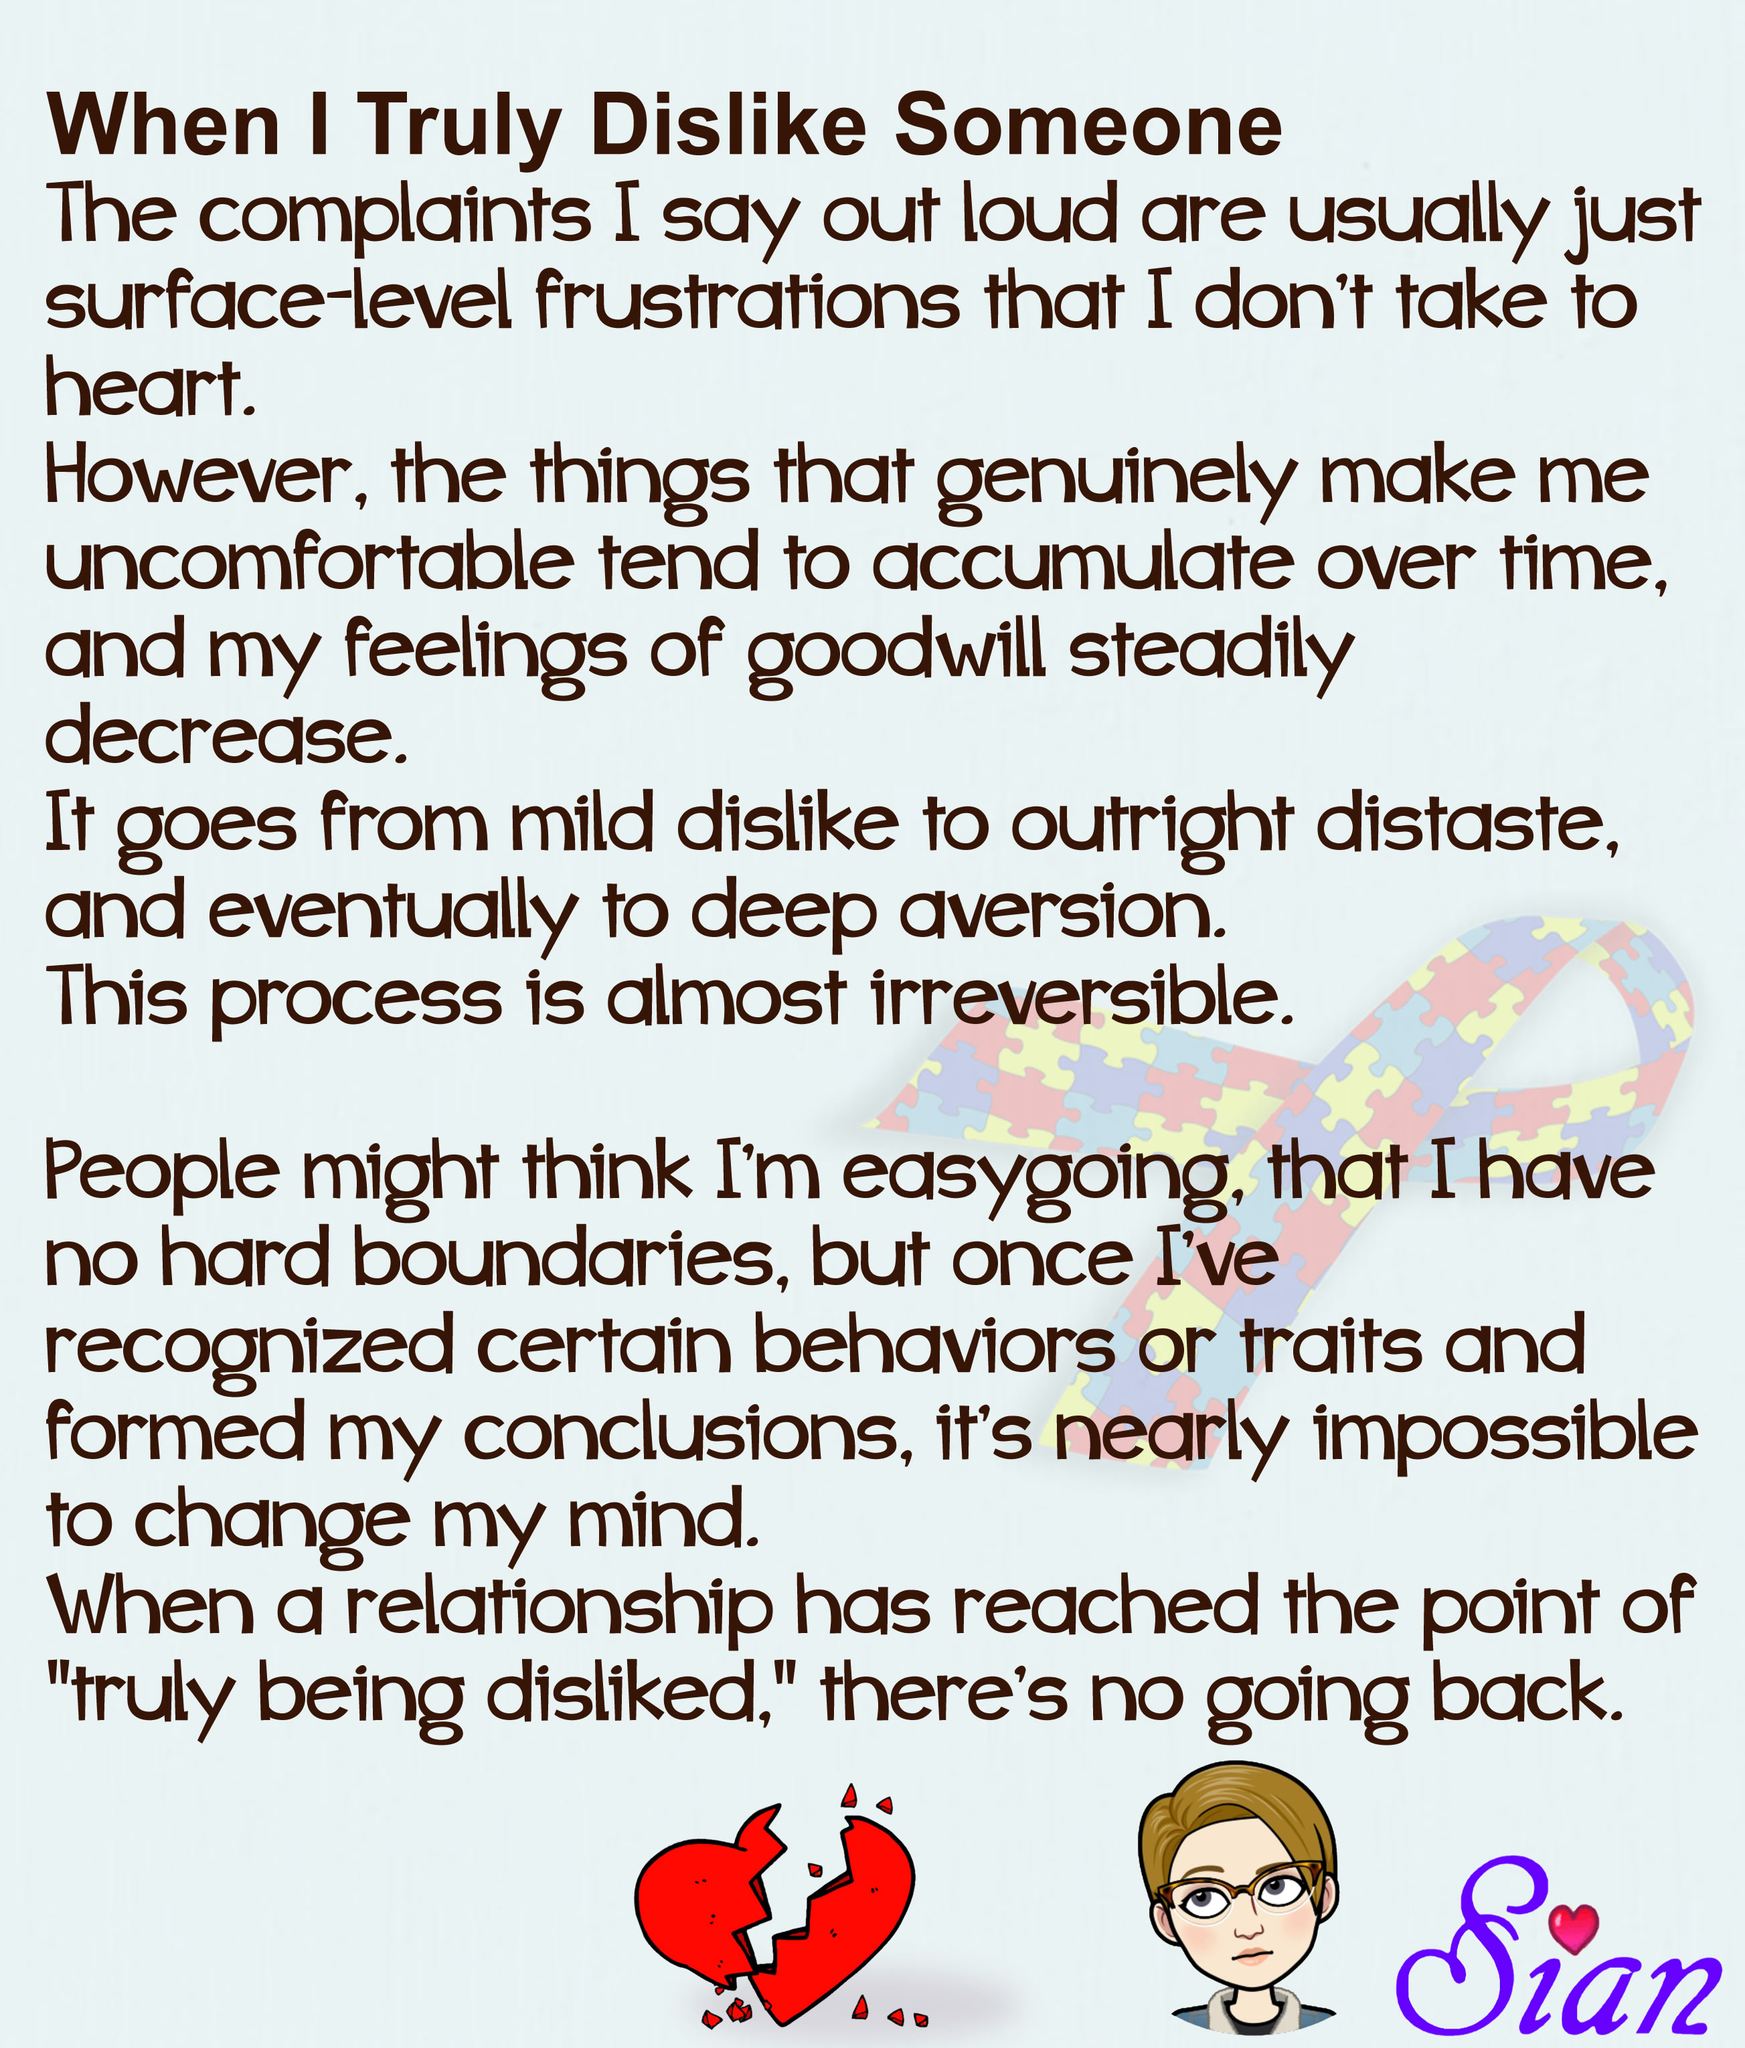 When I Truly Dislike Someone
The complaints I say out loud are usually just
surface-level frustrations that I don't take to
heart.
However, the things that genuinely make me
uncomfortable tend to accumulate over time,
and my feelings of goodwill steadily
decrease.
It goes from mild dislike to outright distaste,
and eventually to deep aversion.
This process is almost irreversible.
People might think I'm easygoing, that I have
no hard boundaries, but once I've
recognized certain behaviors or traits and
formed my conclusions, it's nearly impossible
to change my mind.
When a relationship has reached the point of
"truly being disliked," there's no going back.
Sian